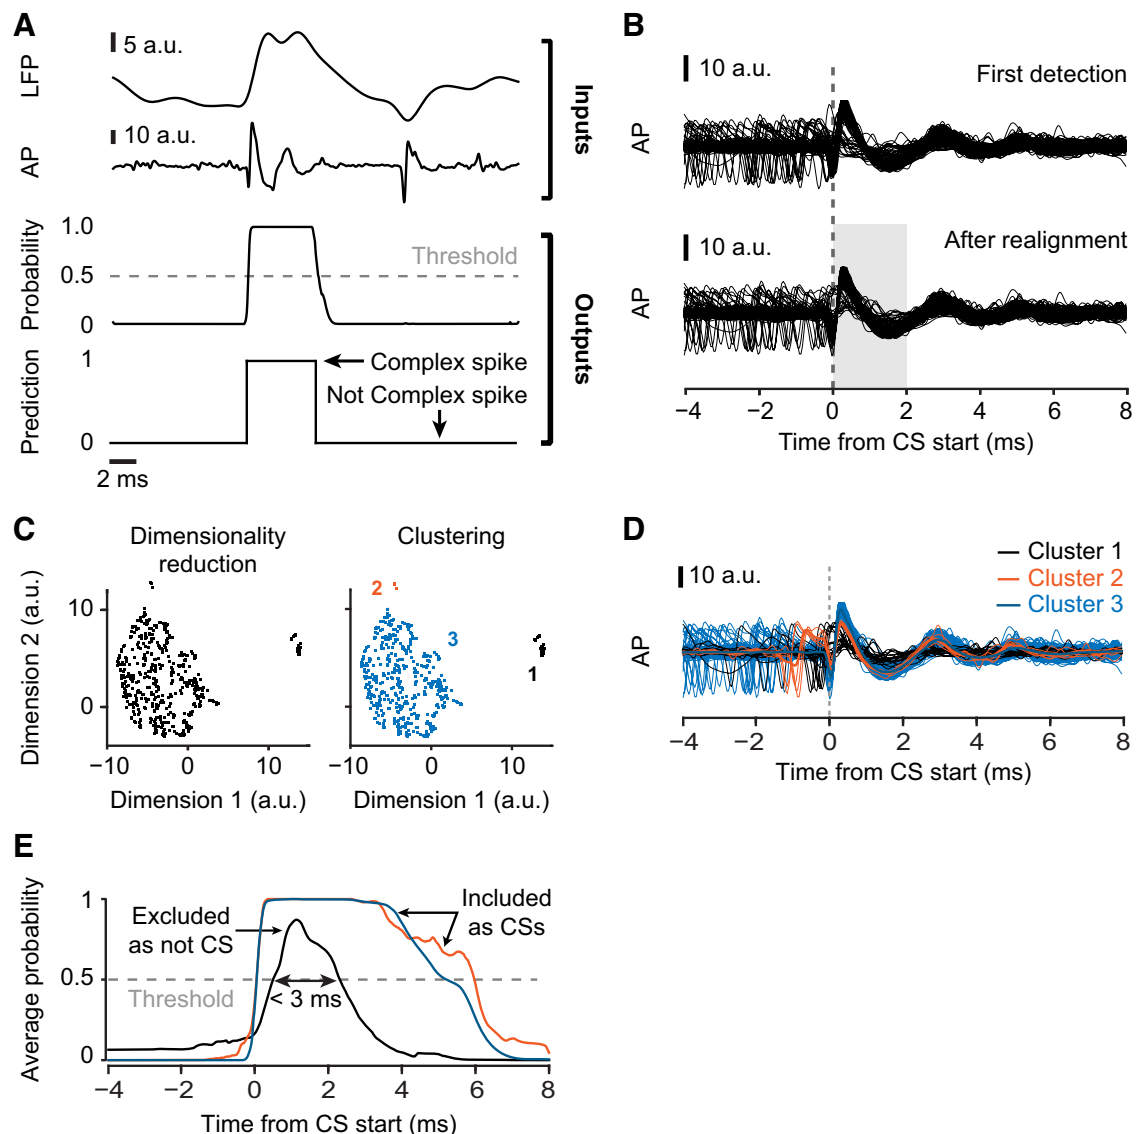 A
LFP
5 a.u.
AP
10 a.u.
Inputs
Probability
1.0
0.5
0
Threshold
Prediction
1
0
Complex spike
Not Complex spike
Outputs
2 ms
B
10 a.u.
First detection
AP
10 a.u.
After realignment
AP
−4 −2 0 2 4 6 8
Time from CS start (ms)
C
Dimensionality
reduction
Clustering
Dimension 2 (a.u.)
10
0
2
3
1
−10 0 10
−10 0 10
Dimension 1 (a.u.)
Dimension 1 (a.u.)
D
10 a.u.
Cluster 1
Cluster 2
Cluster 3
AP
−4 −2 0 2 4 6 8
Time from CS start (ms)
E
Average probability
1
0.5
0
Excluded
as not CS
Included
as CSs
Threshold
< 3 ms
−4 −2 0 2 4 6 8
Time from CS start (ms)